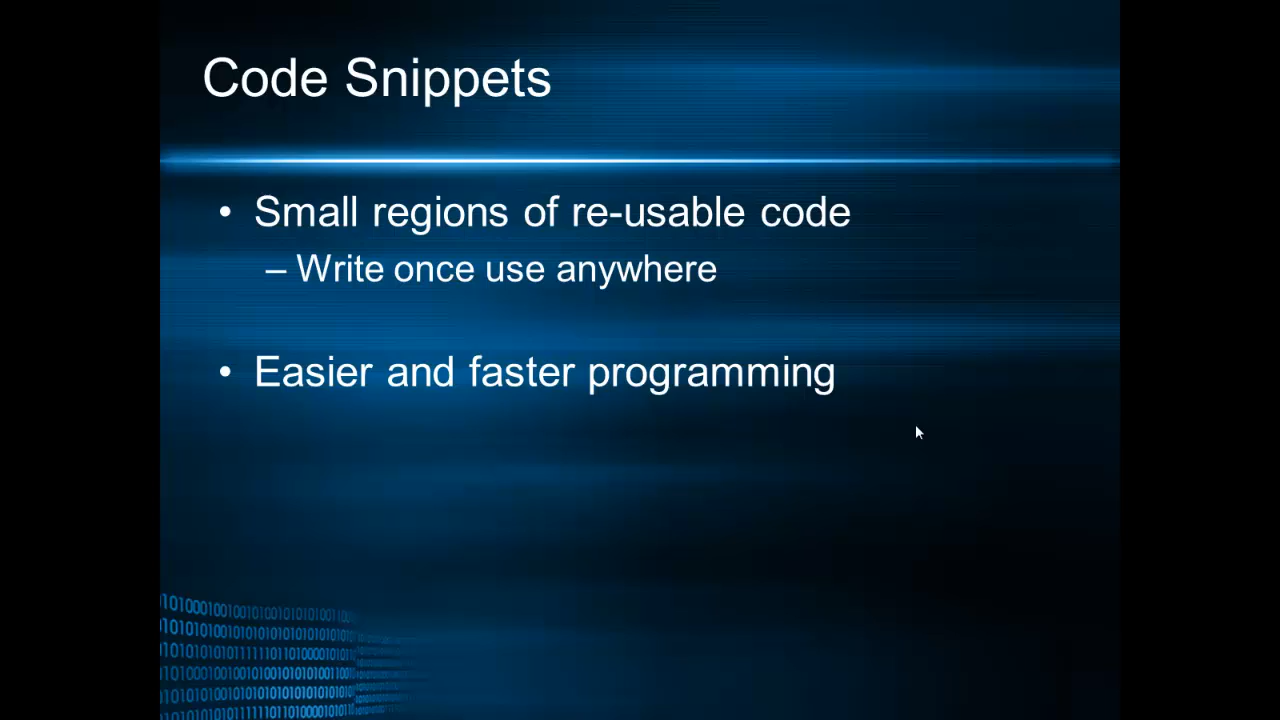 Code Snippets
• Small regions of re-usable code
– Write once use anywhere
• Easier and faster programming